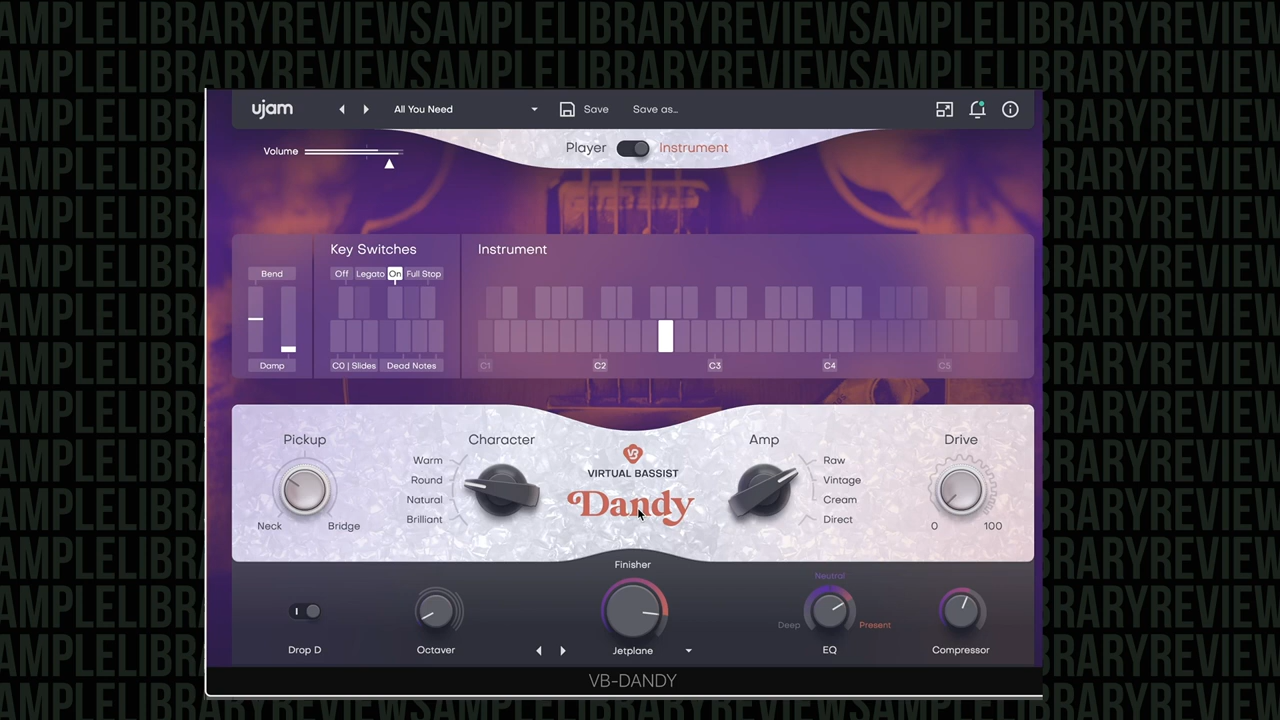 SAMPLELIBRARYREVIEWSAMPLELIBRARYREVIEWSAMPLELIBRARYREVIEW
ujam All You Need Save Save as...
Volume Player Instrument
Key Switches Instrument
Bend Off Legato On Full Stop
Damp C0 | Slides Dead Notes C1 C2 C3 C4 C5
Pickup Character Amp Drive
Warm Raw
VB
VIRTUAL BASSIST
Round Vintage
Dandy
Natural Cream
Brilliant Direct
Neck Bridge 0 100
Finisher
Neutral
Deep Present
Drop D Octaver Jetplane EQ Compressor
VB-DANDY